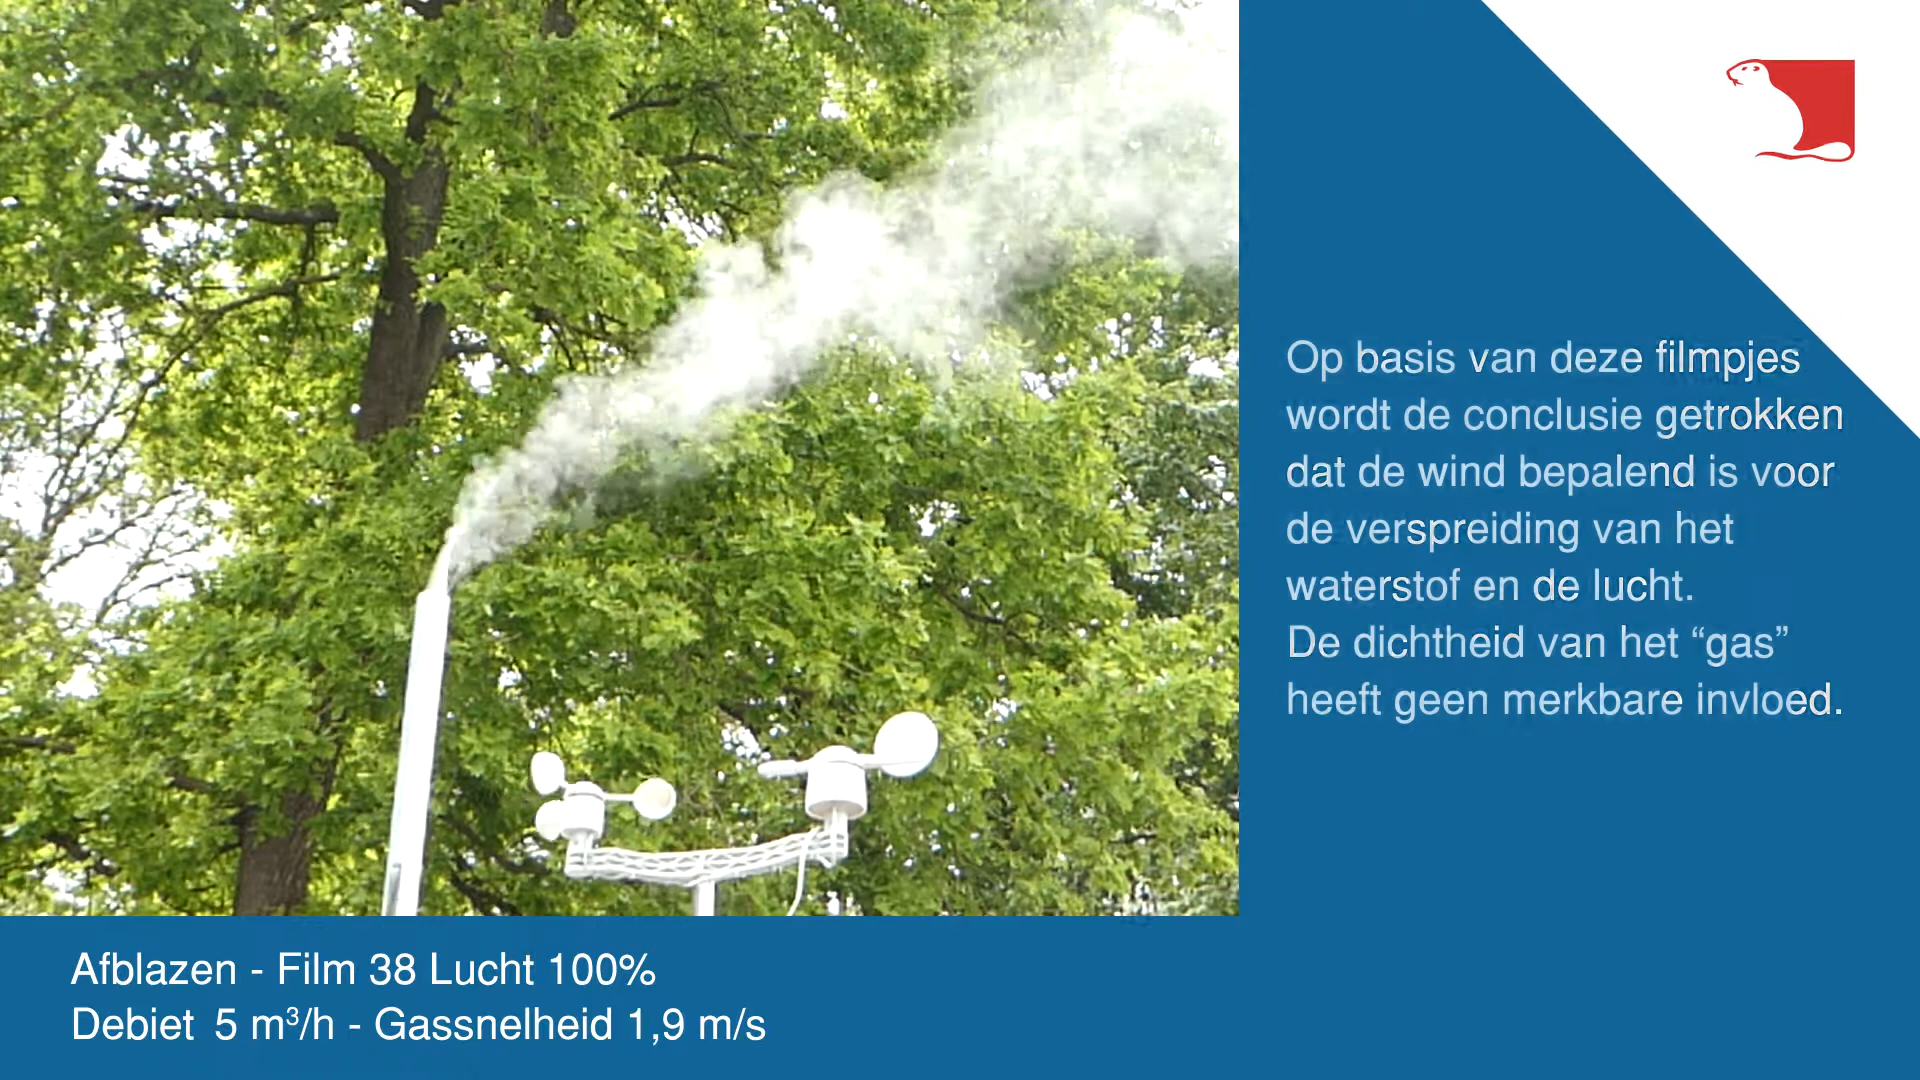 Op basis van deze filmpjes
wordt de conclusie getrokken
dat de wind bepalend is voor
de verspreiding van het
waterstof en de lucht.
De dichtheid van het “gas”
heeft geen merkbare invloed.
Afblazen - Film 38 Lucht 100%
Debiet 5 m³/h - Gassnelheid 1,9 m/s